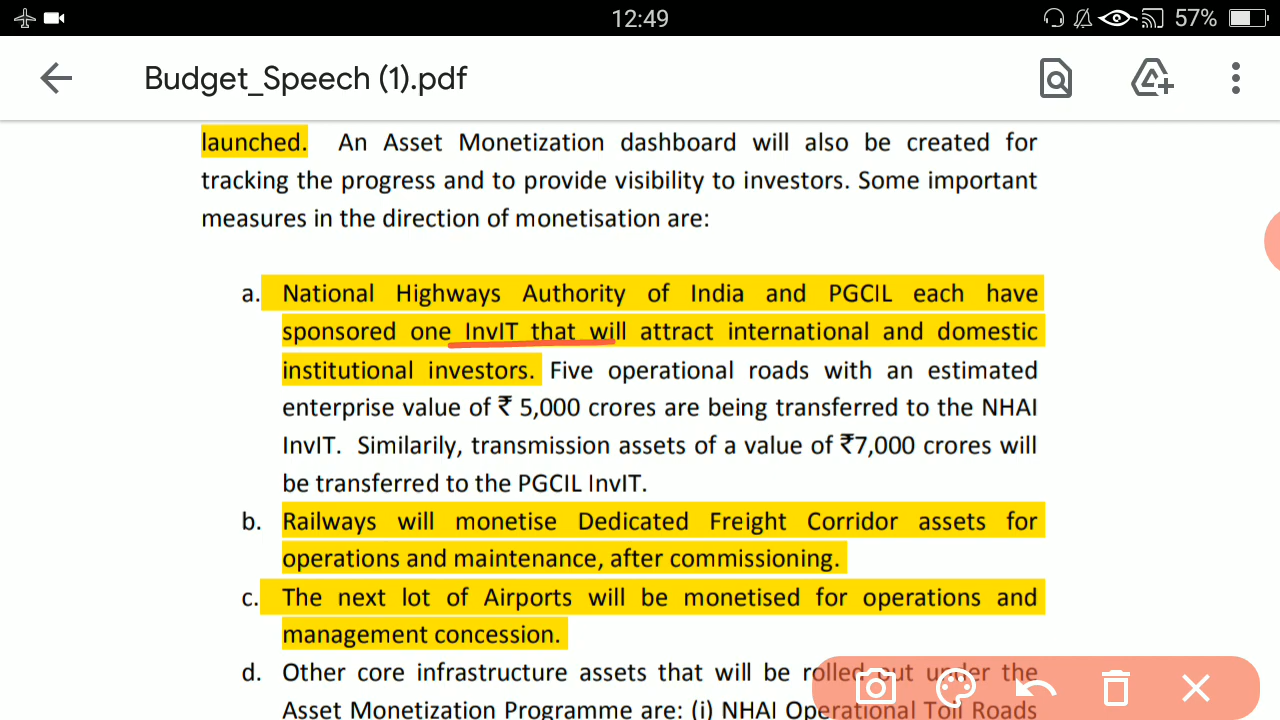 12:49
57%
Budget_Speech (1).pdf
launched. An Asset Monetization dashboard will also be created for
tracking the progress and to provide visibility to investors. Some important
measures in the direction of monetisation are:
a. National Highways Authority of India and PGCIL each have
sponsored one InvIT that will attract international and domestic
institutional investors. Five operational roads with an estimated
enterprise value of ₹ 5,000 crores are being transferred to the NHAI
InvIT. Similarily, transmission assets of a value of ₹7,000 crores will
be transferred to the PGCIL InvIT.
b. Railways will monetise Dedicated Freight Corridor assets for
operations and maintenance, after commissioning.
c. The next lot of Airports will be monetised for operations and
management concession.
d. Other core infrastructure assets that will be rolled out under the
Asset Monetization Programme are: (i) NHAI Operational Toll Roads